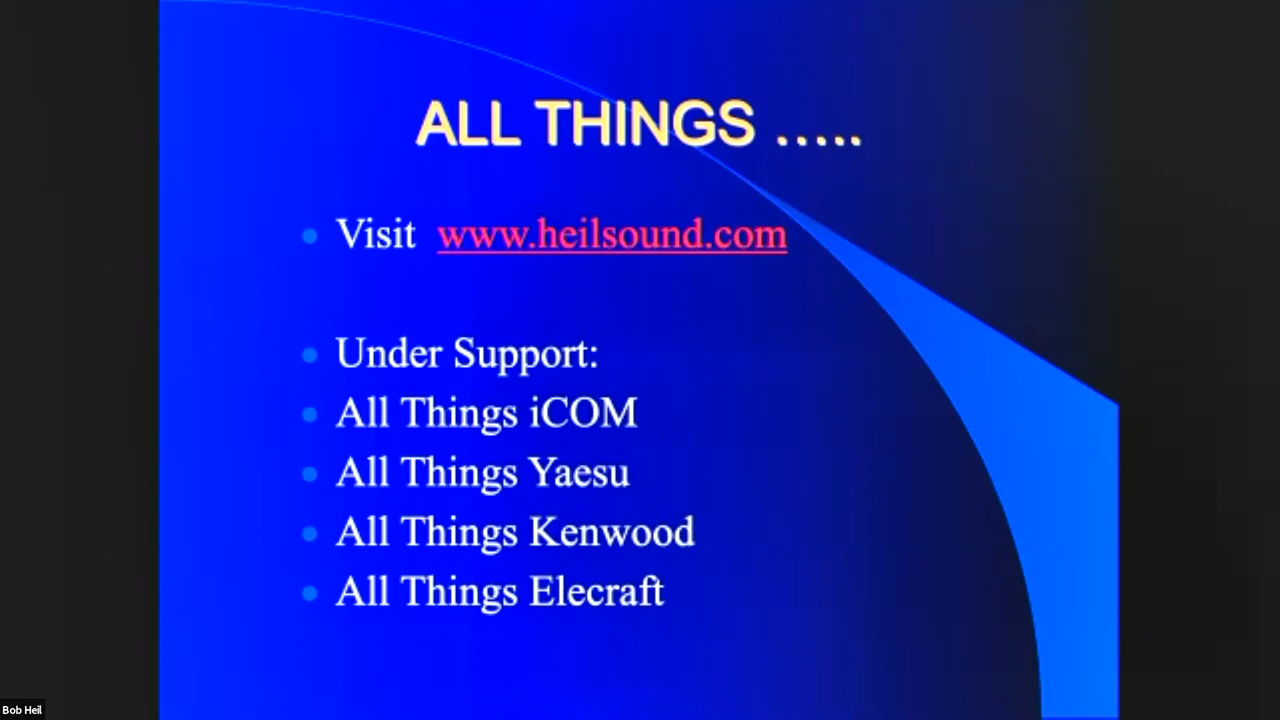 ALL THINGS .....
Visit www.heilsound.com
Under Support:
All Things iCOM
All Things Yaesu
All Things Kenwood
All Things Elecraft
Bob Heil